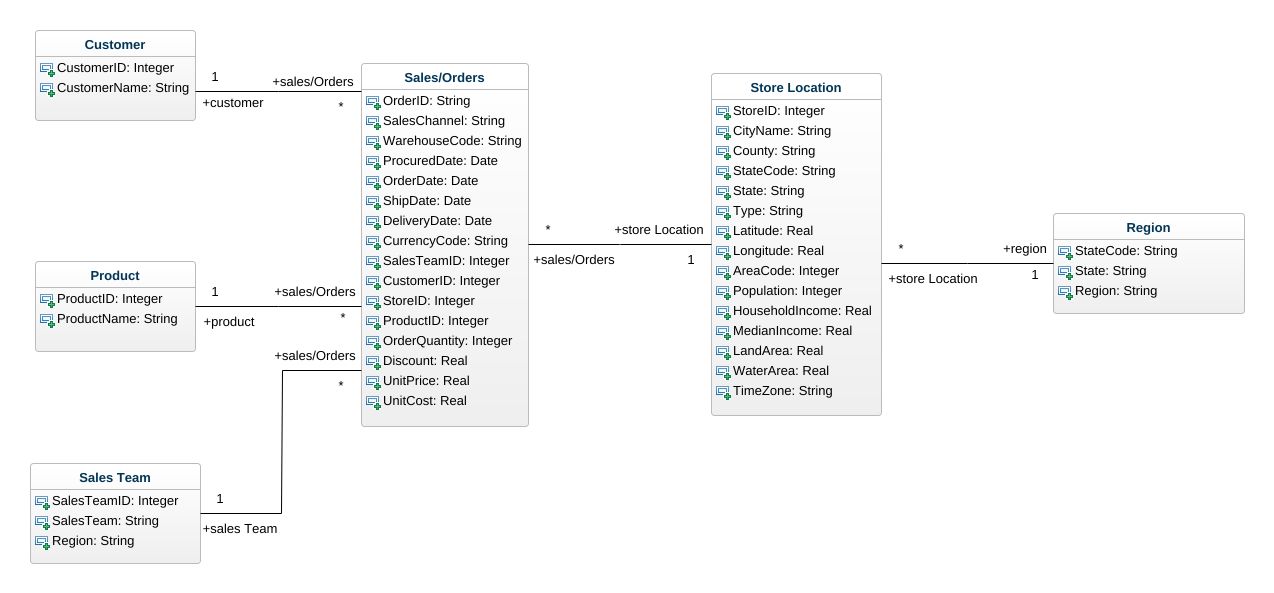 Customer
CustomerID: Integer
CustomerName: String
1
+customer
+sales/Orders
*
Product
ProductID: Integer
ProductName: String
1
+product
+sales/Orders
*
Sales Team
SalesTeamID: Integer
SalesTeam: String
Region: String
1
+sales Team
+sales/Orders
*
Sales/Orders
OrderID: String
SalesChannel: String
WarehouseCode: String
ProcuredDate: Date
OrderDate: Date
ShipDate: Date
DeliveryDate: Date
CurrencyCode: String
SalesTeamID: Integer
CustomerID: Integer
StoreID: Integer
ProductID: Integer
OrderQuantity: Integer
Discount: Real
UnitPrice: Real
UnitCost: Real
*
+sales/Orders
+store Location
1
Store Location
StoreID: Integer
CityName: String
County: String
StateCode: String
State: String
Type: String
Latitude: Real
Longitude: Real
AreaCode: Integer
Population: Integer
HouseholdIncome: Real
MedianIncome: Real
LandArea: Real
WaterArea: Real
TimeZone: String
*
+store Location
+region
1
Region
StateCode: String
State: String
Region: String